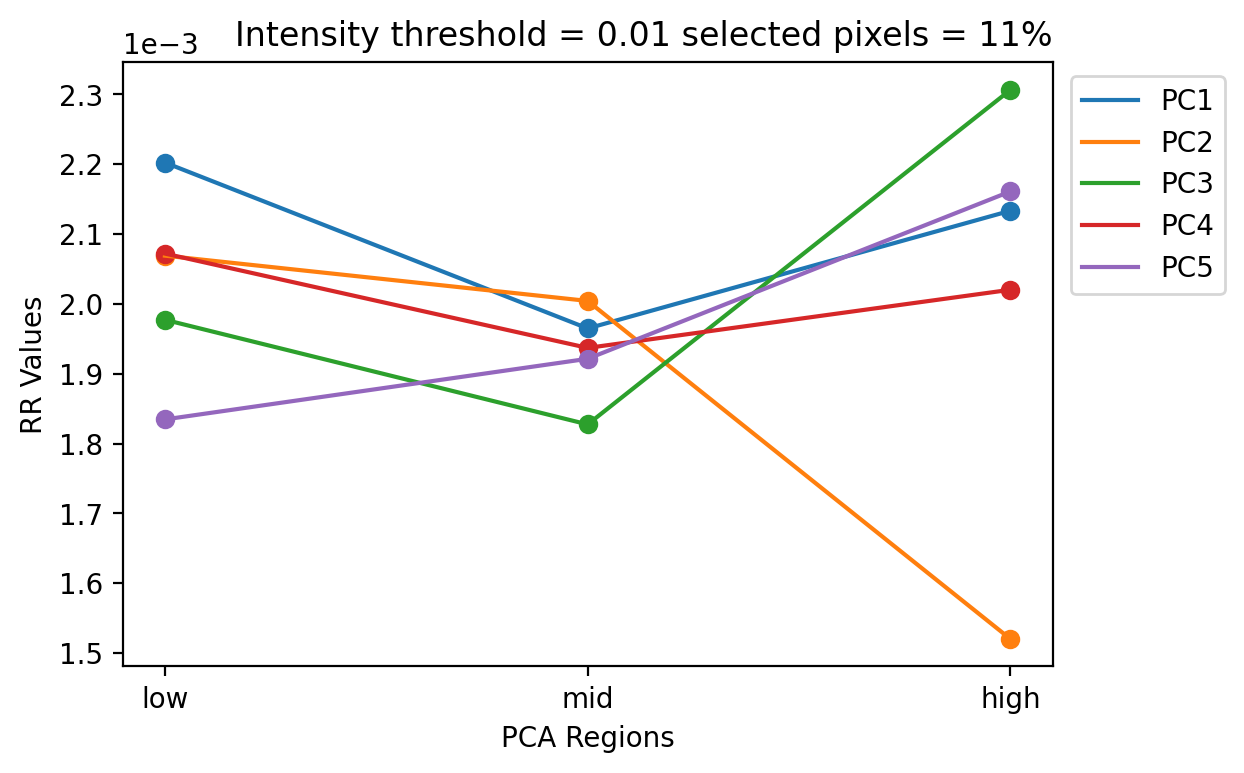 Intensity threshold = 0.01 selected pixels = 11%
1e−3
2.3
2.2
2.1
2.0
1.9
1.8
1.7
1.6
1.5
RR Values
low
mid
high
PCA Regions
PC1
PC2
PC3
PC4
PC5